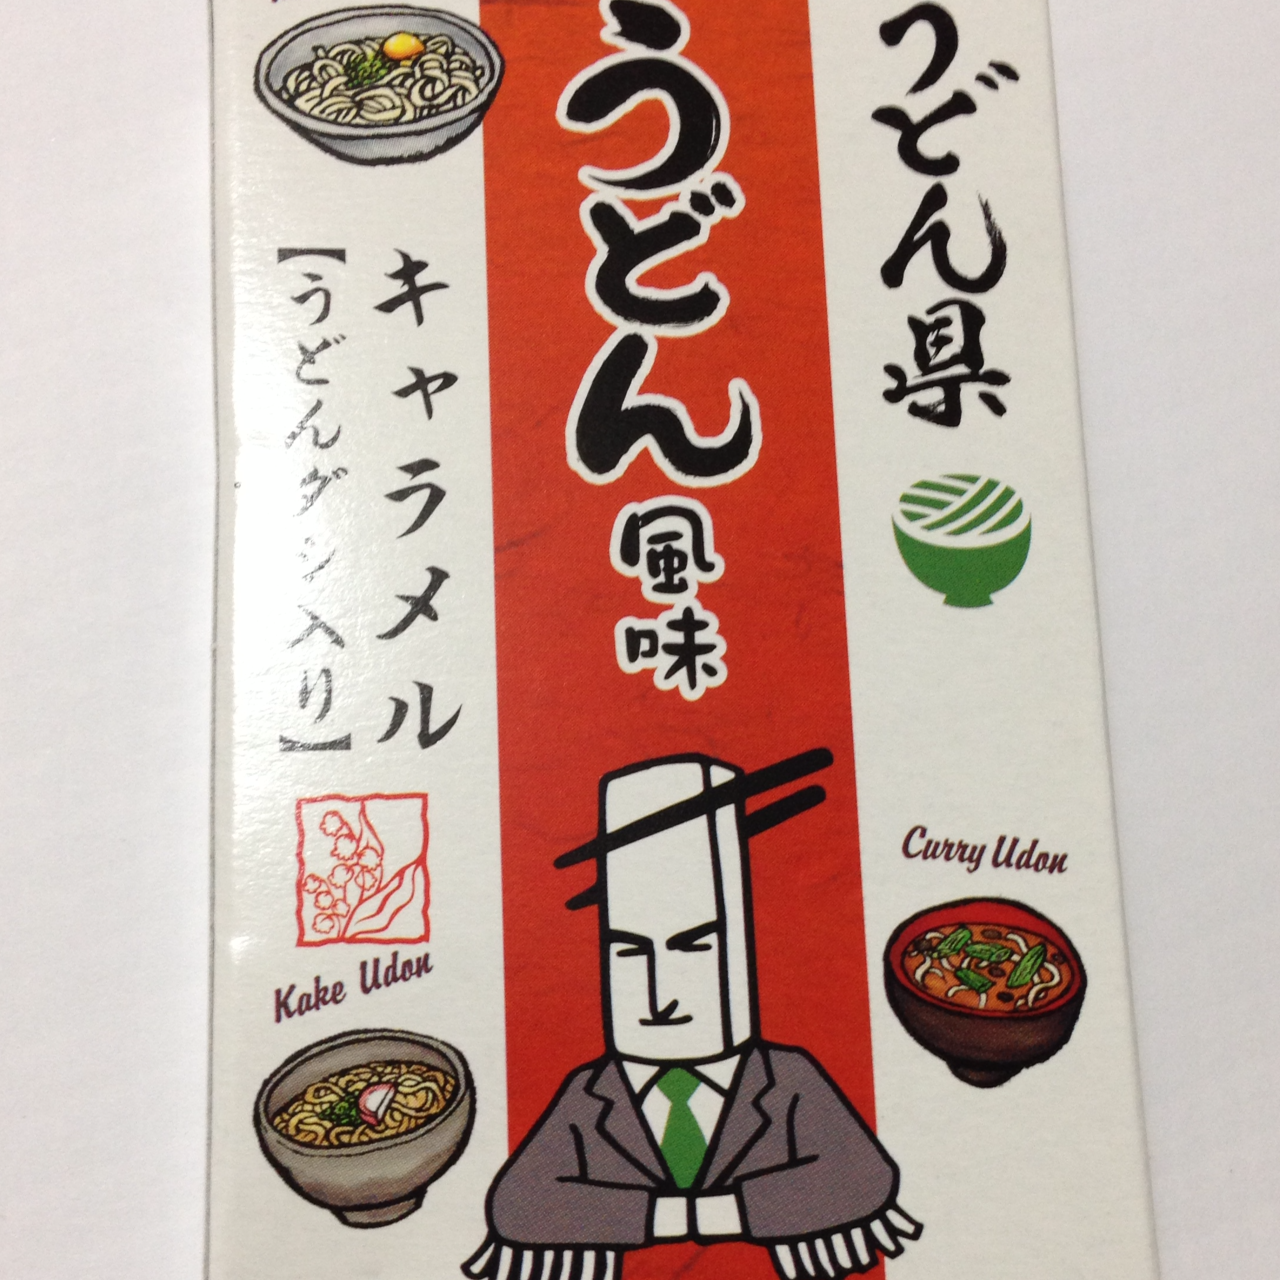 うどん県
うどん風味
キャラメル
【うどんダシ入り】
Curry Udon
Kake Udon